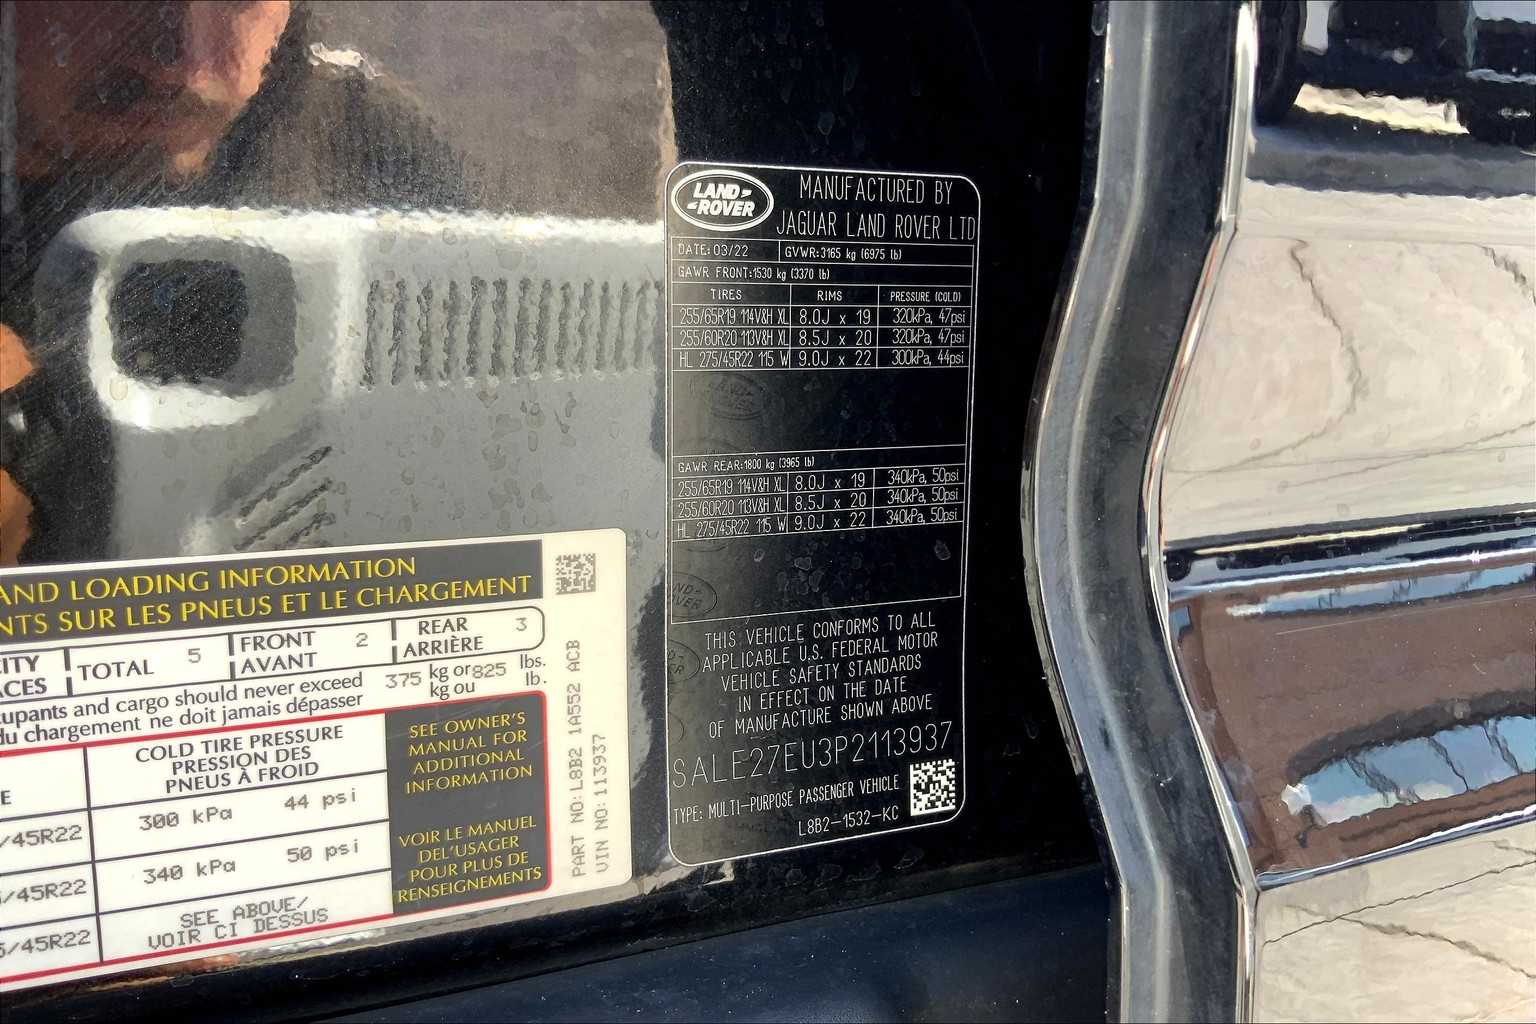 LAND-
-ROVER
MANUFACTURED BY
JAGUAR LAND ROVER LTD
DATE: 03/22 GVWR:3165 kg (6975 lb)
GAWR FRONT:1530 kg (3370 lb)
TIRES RIMS PRESSURE (COLD)
255/65R19 114V&H XL 8.0J x 19 320kPa, 47psi
255/60R20 113V&H XL 8.5J x 20 320kPa, 47psi
HL 275/45R22 115 W 9.0J x 22 300kPa, 44psi
GAWR REAR:1800 kg (3965 lb)
255/65R19 114V&H XL 8.0J x 19 340kPa, 50psi
255/60R20 113V&H XL 8.5J x 20 340kPa, 50psi
HL 275/45R22 115 W 9.0J x 22 340kPa, 50psi
THIS VEHICLE CONFORMS TO ALL
APPLICABLE U.S. FEDERAL MOTOR
VEHICLE SAFETY STANDARDS
IN EFFECT ON THE DATE
OF MANUFACTURE SHOWN ABOVE
SALE27EU3P2113937
TYPE: MULTI-PURPOSE PASSENGER VEHICLE
L8B2-1532-KC
AND LOADING INFORMATION
NTS SUR LES PNEUS ET LE CHARGEMENT
CITY TOTAL 5 FRONT 2 REAR 3
ACES AVANT ARRIÈRE
cupants and cargo should never exceed 375 kg or 825 lbs.
du chargement ne doit jamais dépasser kg ou lb.
COLD TIRE PRESSURE
PRESSION DES
PNEUS À FROID
E
/45R22 300 kPa 44 psi
/45R22 340 kPa 50 psi
5/45R22 SEE ABOVE/
VOIR CI DESSUS
SEE OWNER'S
MANUAL FOR
ADDITIONAL
INFORMATION
VOIR LE MANUEL
DEL'USAGER
POUR PLUS DE
RENSEIGNEMENTS
PART NO: L8B2 1A552 ACB
VIN NO: 113937